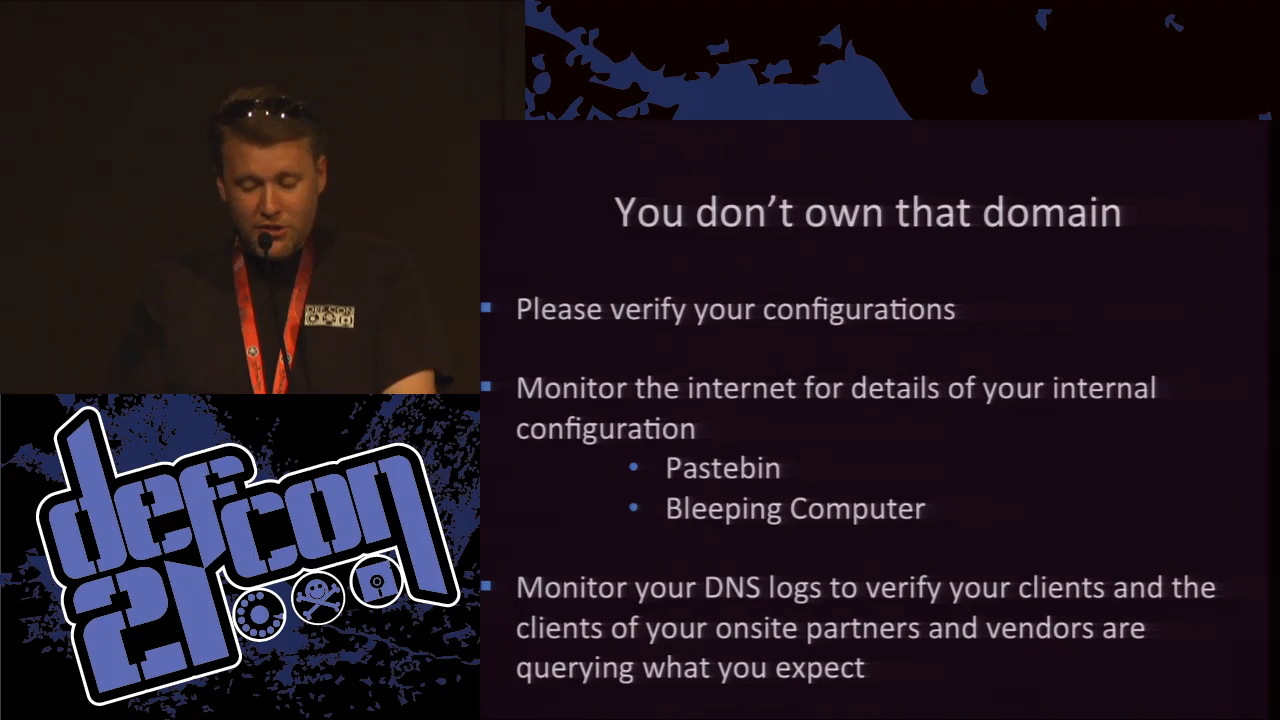 You don't own that domain
Please verify your configurations
Monitor the internet for details of your internal
configuration
Pastebin
Bleeping Computer
Monitor your DNS logs to verify your clients and the
clients of your onsite partners and vendors are
querying what you expect
DEF CON
defcon
21